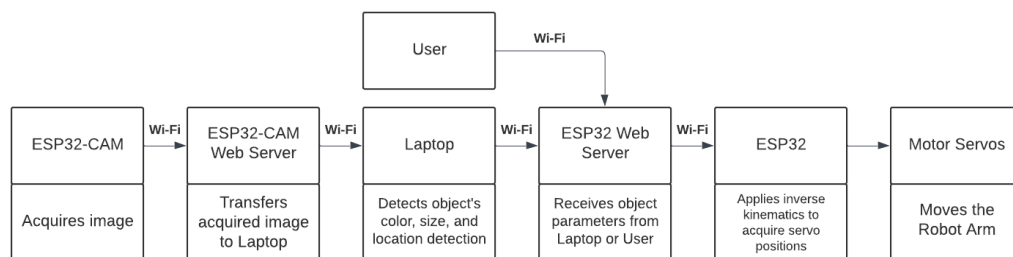 User
Wi-Fi
ESP32-CAM
Wi-Fi
ESP32-CAM
Web Server
Wi-Fi
Laptop
Wi-Fi
ESP32 Web
Server
Wi-Fi
ESP32
Motor Servos
Acquires image
Transfers
acquired image
to Laptop
Detects object's
color, size, and
location detection
Receives object
parameters from
Laptop or User
Applies inverse
kinematics to
acquire servo
positions
Moves the
Robot Arm